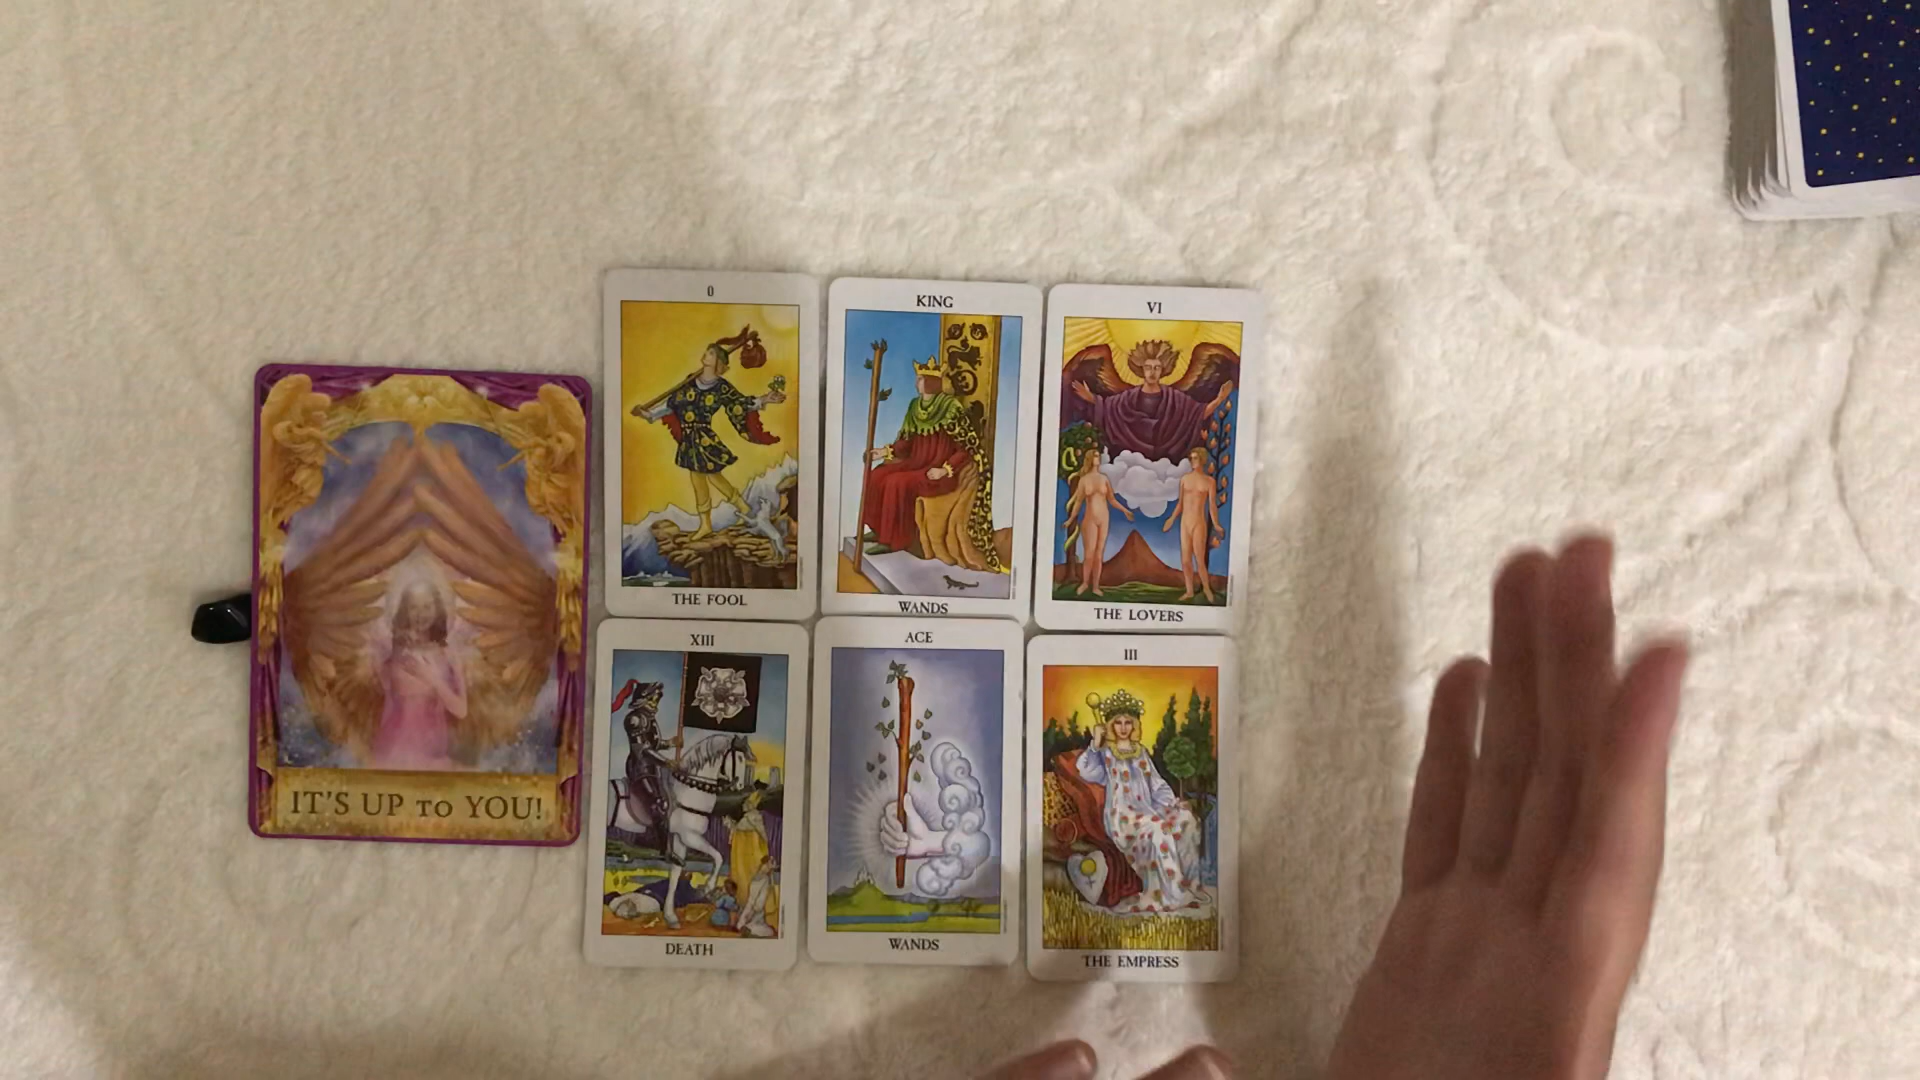 0
THE FOOL
KING
WANDS
VI
THE LOVERS
IT'S UP TO YOU!
XIII
DEATH
ACE
WANDS
III
THE EMPRESS